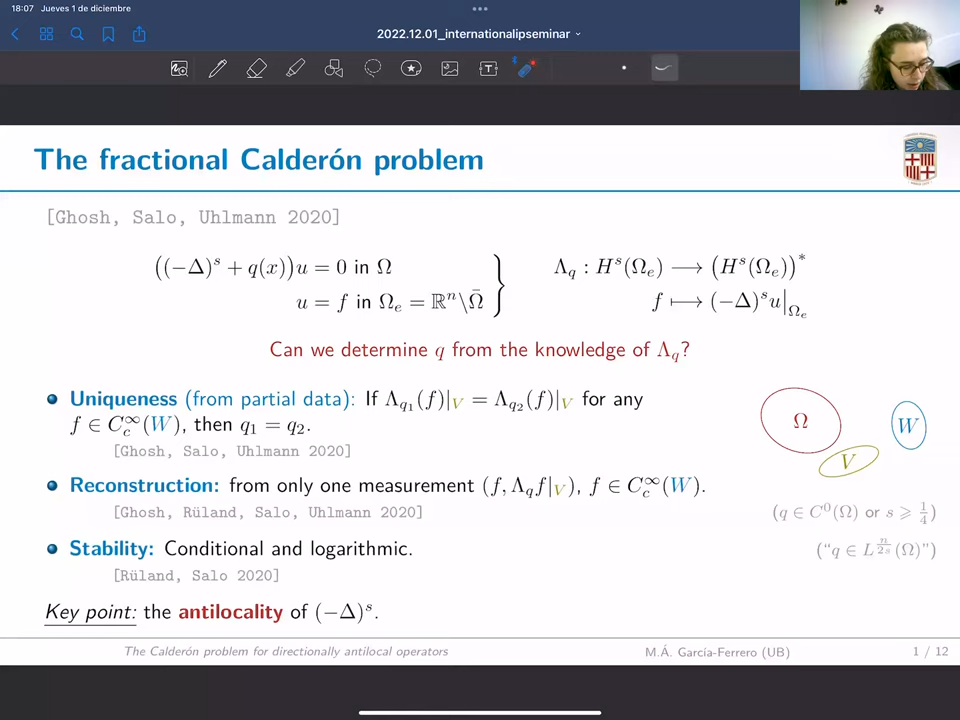 18:07 Jueves 1 de diciembre
2022.12.01_internationalipseminar
The fractional Calderón problem
[Ghosh, Salo, Uhlmann 2020]
((−Δ)^s + q(x))u = 0 in Ω
u = f in Ω_e = ℝ^n\Ω̄
Λ_q : H^s(Ω_e) ⟶ (H^s(Ω_e))^*
f ⟼ (−Δ)^s u|_{Ω_e}
Can we determine q from the knowledge of Λ_q?
Uniqueness (from partial data): If Λ_{q_1}(f)|_V = Λ_{q_2}(f)|_V for any
f ∈ C_c^∞(W), then q_1 = q_2.
[Ghosh, Salo, Uhlmann 2020]
Ω
W
V
Reconstruction: from only one measurement (f, Λ_q f|_V), f ∈ C_c^∞(W).
[Ghosh, Rüland, Salo, Uhlmann 2020]
(q ∈ C^0(Ω) or s ⩾ 1/4)
Stability: Conditional and logarithmic.
("q ∈ L^{n/2s}(Ω)")
[Rüland, Salo 2020]
Key point: the antilocality of (−Δ)^s.
The Calderón problem for directionally antilocal operators
M.Á. García-Ferrero (UB)
1 / 12